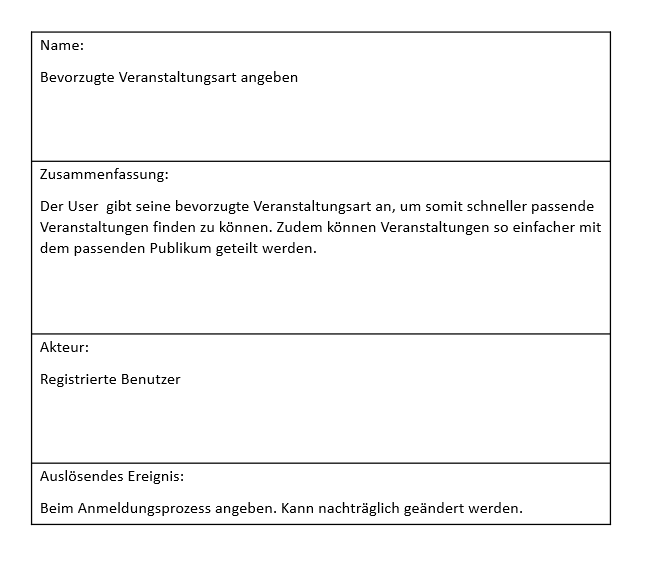 Name:
Bevorzugte Veranstaltungsart angeben
Zusammenfassung:
Der User  gibt seine bevorzugte Veranstaltungsart an, um somit schneller passende
Veranstaltungen finden zu können. Zudem können Veranstaltungen so einfacher mit
dem passenden Publikum geteilt werden.
Akteur:
Registrierte Benutzer
Auslösendes Ereignis:
Beim Anmeldungsprozess angeben. Kann nachträglich geändert werden.